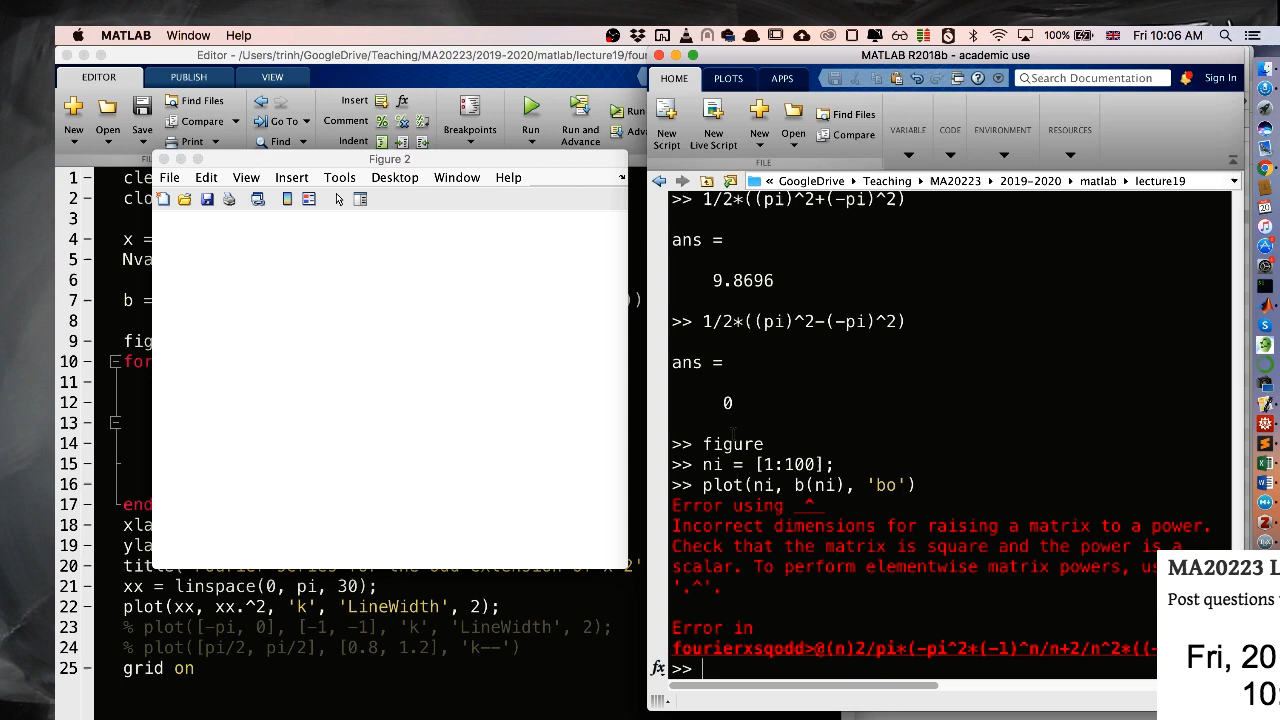 MATLAB Window Help
100% Fri 10:06 AM
Editor - /Users/trinh/GoogleDrive/Teaching/MA20223/2019-2020/matlab/lecture19/fou
EDITOR PUBLISH VIEW
New Open Save
Find Files
Compare
Print
Go To
Find
Insert
Comment
Indent
Breakpoints
Run
Run and
Advance
Run
Figure 2
File Edit View Insert Tools Desktop Window Help
1 cle
2 clo
3
4 x =
5 Nva
6
7 b = ))
8
9 fig
10 for
11
12
13
14
15
16
17 end
18 xla
19 yla
20
21 xx = linspace(0, pi, 30);
22 plot(xx, xx.^2, 'k', 'LineWidth', 2);
23 % plot([-pi, 0], [-1, -1], 'k', 'LineWidth', 2);
24 % plot([pi/2, pi/2], [0.8, 1.2], 'k--')
25 grid on
MATLAB R2018b - academic use
HOME PLOTS APPS
Search Documentation
Sign In
New
Script
New
Live Script
New
Open
Find Files
Compare
FILE
VARIABLE
CODE
ENVIRONMENT
RESOURCES
« GoogleDrive › Teaching › MA20223 › 2019-2020 › matlab › lecture19
>> 1/2*((pi)^2+(-pi)^2)
ans =
9.8696
>> 1/2*((pi)^2-(-pi)^2)
ans =
0
>> figure
>> ni = [1:100];
>> plot(ni, b(ni), 'bo')
Error using ^
Incorrect dimensions for raising a matrix to a power.
Check that the matrix is square and the power is a
scalar. To perform elementwise matrix powers, us
'.^'.
Error in
fourierxsqodd>@(n)2/pi*(-pi^2*(-1)^n/n+2/n^2*((-
fx >>
MA20223 L
Post questions
Fri, 20
10: